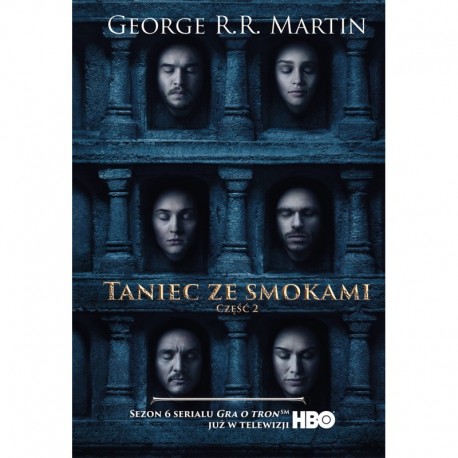 GEORGE R.R. MARTIN
TANIEC ZE SMOKAMI
CZĘŚĆ 2
SEZON 6 SERIALU GRA O TRON℠
JUŻ W TELEWIZJI HBO